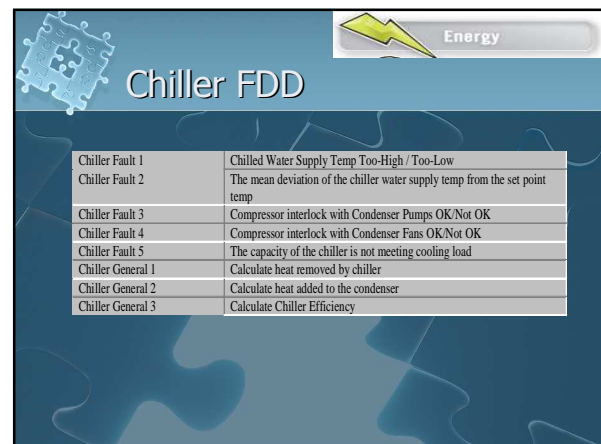 Energy
Chiller FDD
Chiller Fault 1 Chilled Water Supply Temp Too-High / Too-Low
Chiller Fault 2 The mean deviation of the chiller water supply temp from the set point
temp
Chiller Fault 3 Compressor interlock with Condenser Pumps OK/Not OK
Chiller Fault 4 Compressor interlock with Condenser Fans OK/Not OK
Chiller Fault 5 The capacity of the chiller is not meeting cooling load
Chiller General 1 Calculate heat removed by chiller
Chiller General 2 Calculate heat added to the condenser
Chiller General 3 Calculate Chiller Efficiency